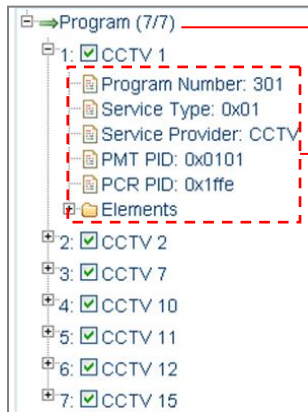 Program (7/7)
1: CCTV 1
Program Number: 301
Service Type: 0x01
Service Provider: CCTV
PMT PID: 0x0101
PCR PID: 0x1ffe
Elements
2: CCTV 2
3: CCTV 7
4: CCTV 10
5: CCTV 11
6: CCTV 12
7: CCTV 15